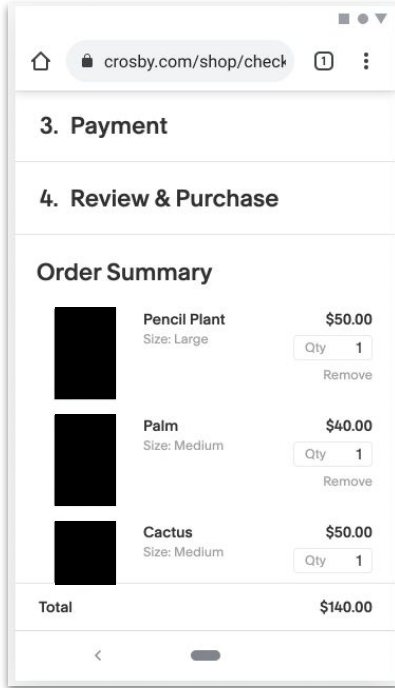 crosby.com/shop/check 1
3. Payment
4. Review & Purchase
Order Summary
Pencil Plant $50.00
Size: Large Qty 1
Remove
Palm $40.00
Size: Medium Qty 1
Remove
Cactus $50.00
Size: Medium Qty 1
Total $140.00